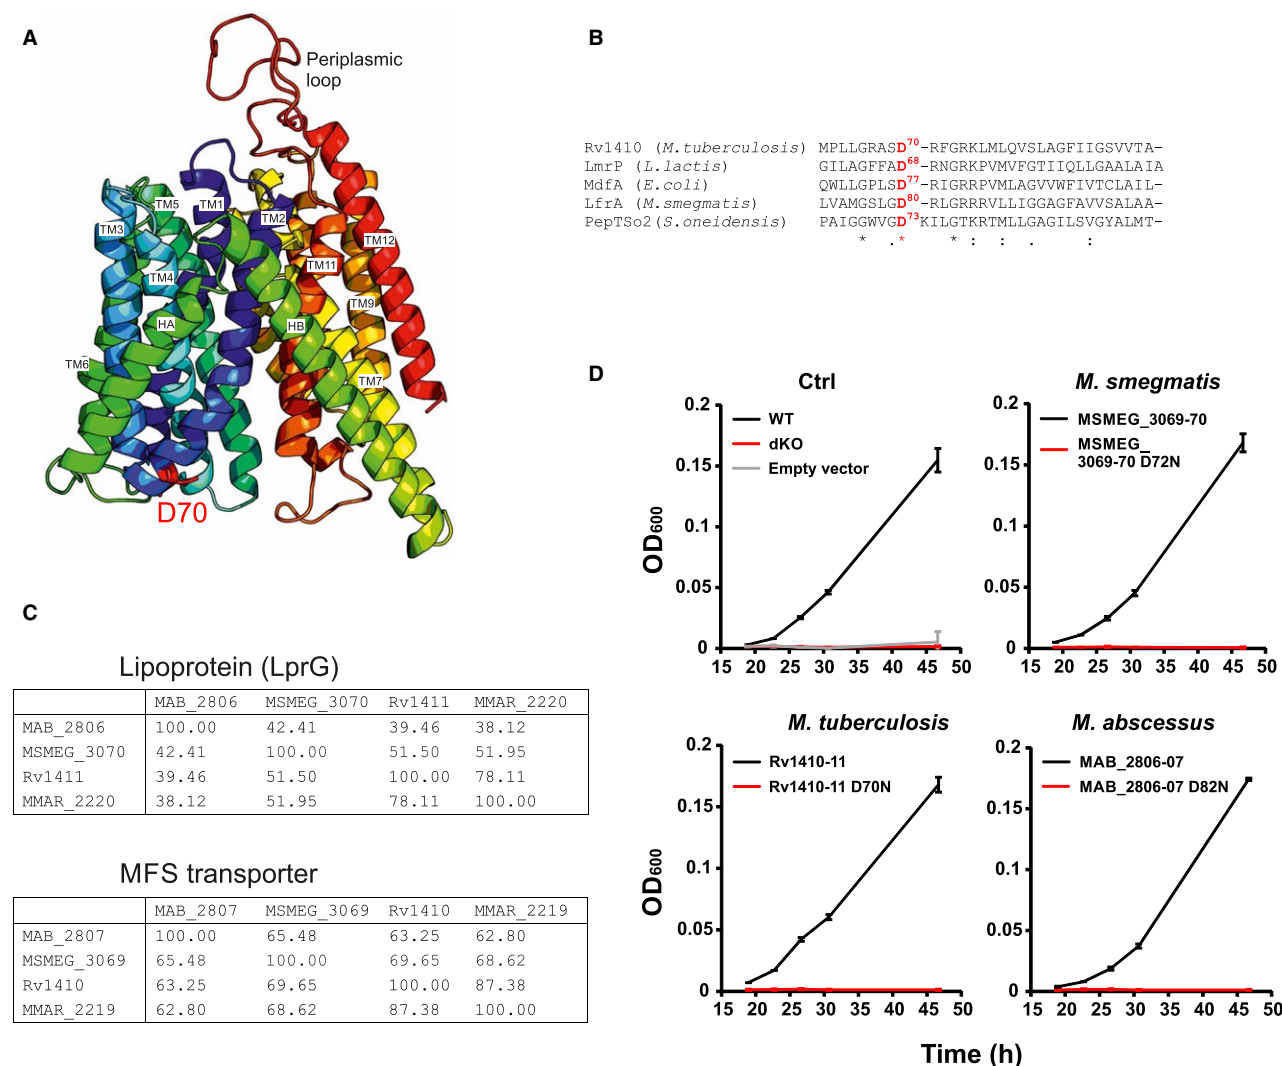 A
Periplasmic
loop
TM5
TM1
TM2
TM3
TM12
TM4
TM11
TM9
HA
HB
TM6
TM7
D70
B
Rv1410 (M.tuberculosis) MPLLGRASD70-RFGRKLMLQVSLAGFIIGSVVTA-
LmrP (L.lactis) GILAGFFAD68-RNGRKPVMVFGTIIQLLGAALAIA
MdfA (E.coli) QWLLGPLSD77-RIGRRPVMLAGVVWFIVTCLAIL-
LfrA (M.smegmatis) LVAMGSLGD80-RLGRRRVLLIGGAGFAVVSALAA-
PepTSo2(S.oneidensis) PAIGGWVGD73KILGTKRTMLLGAGILSVGYALMT-
* .* * : : . :
C
Lipoprotein (LprG)
MAB_2806 MSMEG_3070 Rv1411 MMAR_2220
MAB_2806 100.00 42.41 39.46 38.12
MSMEG_3070 42.41 100.00 51.50 51.95
Rv1411 39.46 51.50 100.00 78.11
MMAR_2220 38.12 51.95 78.11 100.00
MFS transporter
MAB_2807 MSMEG_3069 Rv1410 MMAR_2219
MAB_2807 100.00 65.48 63.25 62.80
MSMEG_3069 65.48 100.00 69.65 68.62
Rv1410 63.25 69.65 100.00 87.38
MMAR_2219 62.80 68.62 87.38 100.00
D
Ctrl
WT
dKO
Empty vector
OD600
0.2
0.15
0.1
0.05
0
15 20 25 30 35 40 45 50
M. smegmatis
MSMEG_3069-70
MSMEG_
3069-70 D72N
0.2
0.15
0.1
0.05
0
15 20 25 30 35 40 45 50
M. tuberculosis
Rv1410-11
Rv1410-11 D70N
OD600
0.2
0.15
0.1
0.05
0
15 20 25 30 35 40 45 50
M. abscessus
MAB_2806-07
MAB_2806-07 D82N
0.2
0.15
0.1
0.05
0
15 20 25 30 35 40 45 50
Time (h)